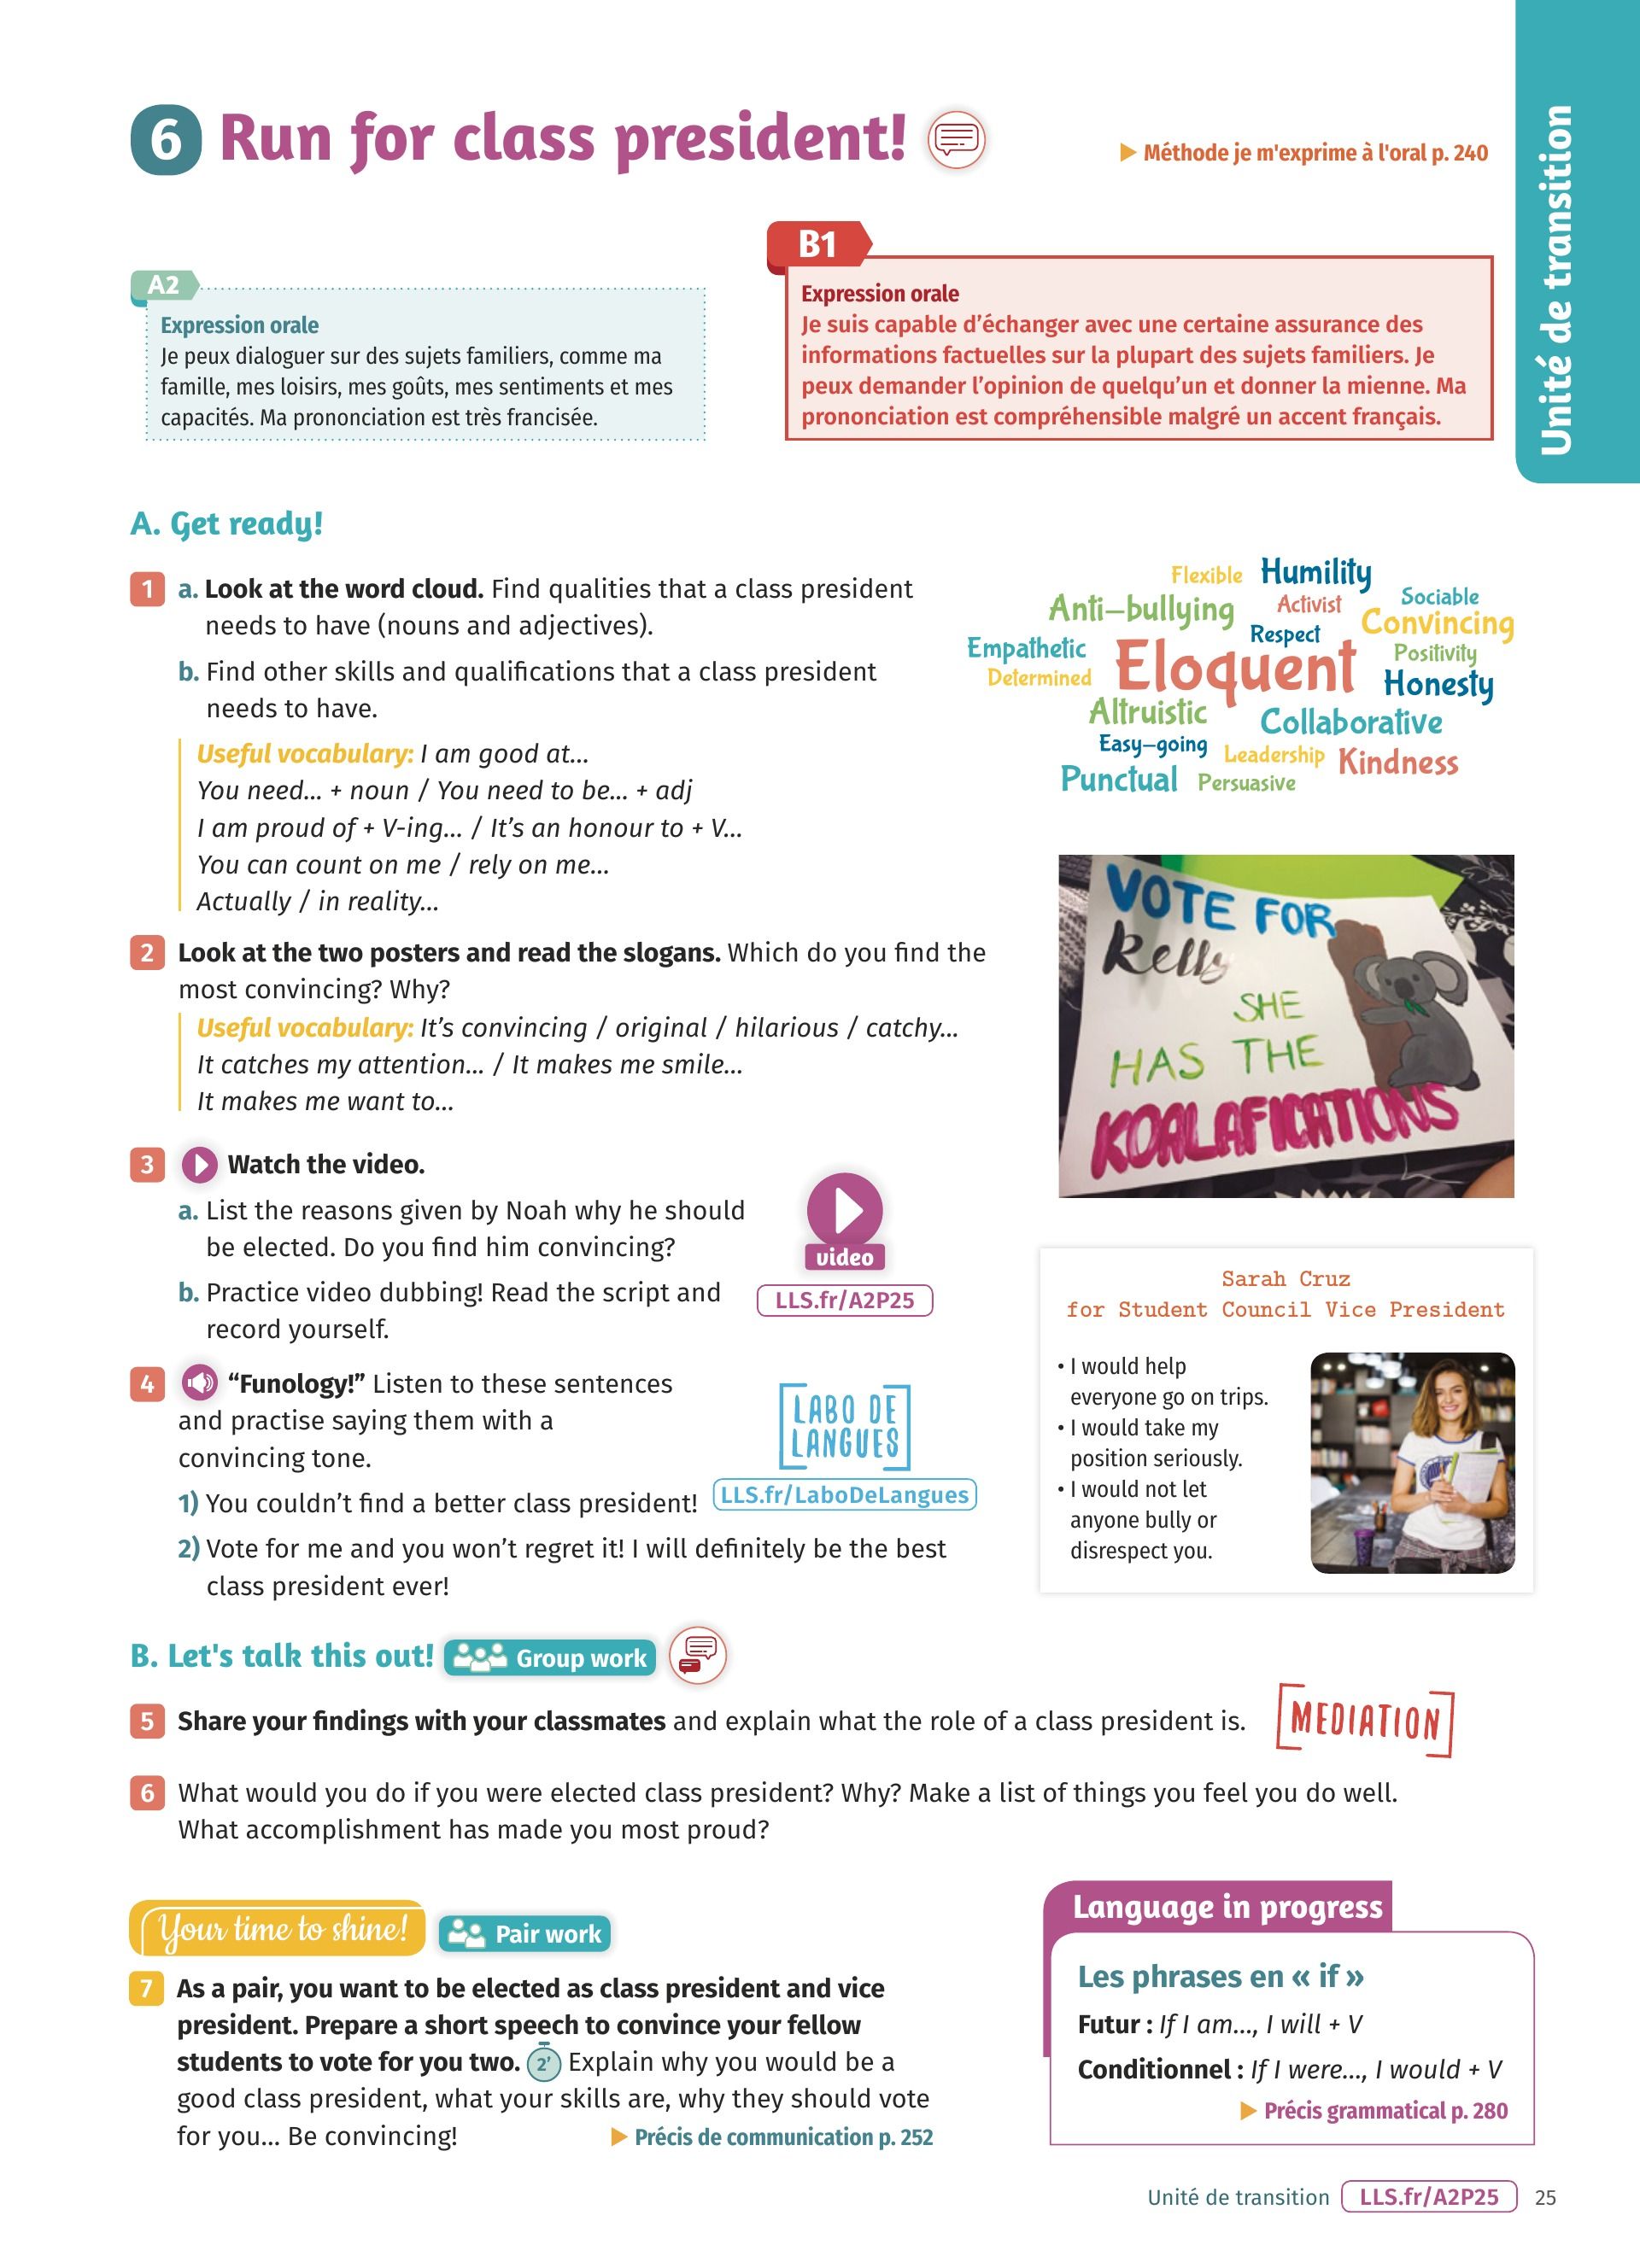 6 Run for class president!
▶ Méthode je m'exprime à l'oral p. 240
Unité de transition
A2
Expression orale
Je peux dialoguer sur des sujets familiers, comme ma
famille, mes loisirs, mes goûts, mes sentiments et mes
capacités. Ma prononciation est très francisée.
B1
Expression orale
Je suis capable d’échanger avec une certaine assurance des
informations factuelles sur la plupart des sujets familiers. Je
peux demander l’opinion de quelqu’un et donner la mienne. Ma
prononciation est compréhensible malgré un accent français.
A. Get ready!
1 a. Look at the word cloud. Find qualities that a class president
needs to have (nouns and adjectives).
b. Find other skills and qualifications that a class president
needs to have.
Useful vocabulary: I am good at…
You need… + noun / You need to be… + adj
I am proud of + V-ing… / It’s an honour to + V…
You can count on me / rely on me…
Actually / in reality…
Flexible Humility
Anti-bullying Activist Sociable
Respect Convincing
Empathetic Eloquent Positivity
Determined Honesty
Altruistic Collaborative
Easy-going Leadership Kindness
Punctual Persuasive
2 Look at the two posters and read the slogans. Which do you find the
most convincing? Why?
Useful vocabulary: It’s convincing / original / hilarious / catchy…
It catches my attention… / It makes me smile…
It makes me want to…
VOTE FOR
Kelly
SHE
HAS THE
KOALAFICATIONS
3 Watch the video.
a. List the reasons given by Noah why he should
be elected. Do you find him convincing?
b. Practice video dubbing! Read the script and
record yourself.
video
LLS.fr/A2P25
4 “Funology!” Listen to these sentences
and practise saying them with a
convincing tone.
1) You couldn’t find a better class president!
2) Vote for me and you won’t regret it! I will definitely be the best
class president ever!
LABO DE
LANGUES
LLS.fr/LaboDeLangues
Sarah Cruz
for Student Council Vice President
• I would help
everyone go on trips.
• I would take my
position seriously.
• I would not let
anyone bully or
disrespect you.
B. Let's talk this out! Group work
5 Share your findings with your classmates and explain what the role of a class president is.
MEDIATION
6 What would you do if you were elected class president? Why? Make a list of things you feel you do well.
What accomplishment has made you most proud?
Your time to shine! Pair work
7 As a pair, you want to be elected as class president and vice
president. Prepare a short speech to convince your fellow
students to vote for you two. 2’ Explain why you would be a
good class president, what your skills are, why they should vote
for you… Be convincing! ▶ Précis de communication p. 252
Language in progress
Les phrases en « if »
Futur : If I am…, I will + V
Conditionnel : If I were…, I would + V
▶ Précis grammatical p. 280
Unité de transition LLS.fr/A2P25 25